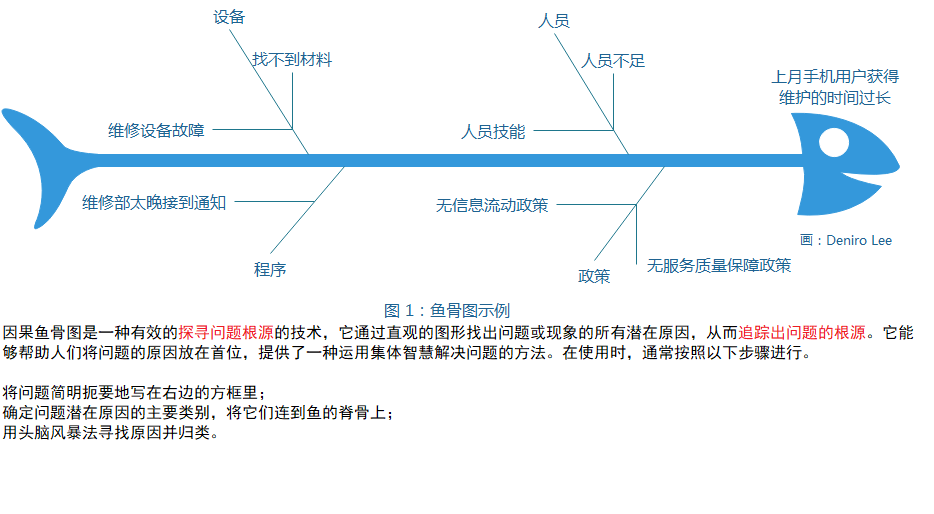 设备
人员
找不到材料
人员不足
上月手机用户获得
维护的时间过长
维修设备故障
人员技能
维修部太晚接到通知
无信息流动政策
画：Deniro Lee
程序
政策
无服务质量保障政策
图 1：鱼骨图示例
因果鱼骨图是一种有效的探寻问题根源的技术，它通过直观的图形找出问题或现象的所有潜在原因，从而追踪出问题的根源。它能
够帮助人们将问题的原因放在首位，提供了一种运用集体智慧解决问题的方法。在使用时，通常按照以下步骤进行。
将问题简明扼要地写在右边的方框里；
确定问题潜在原因的主要类别，将它们连到鱼的脊骨上；
用头脑风暴法寻找原因并归类。